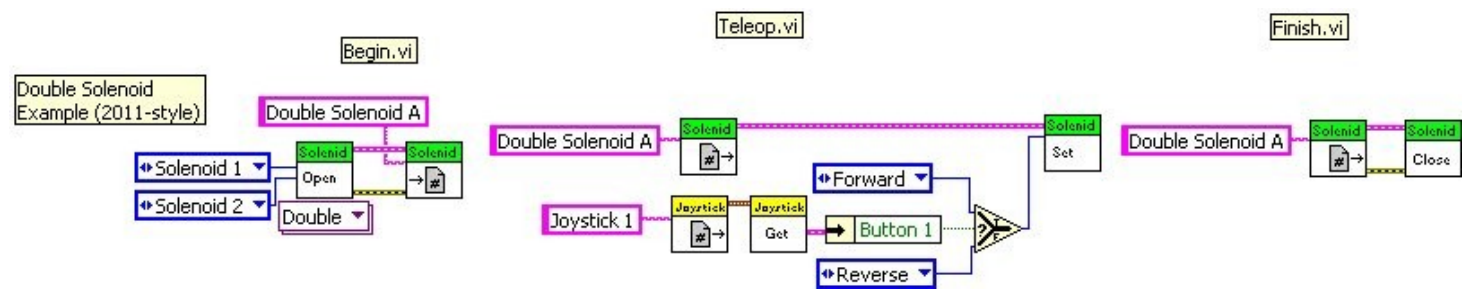 Begin.vi
Double Solenoid
Example (2011-style)
Double Solenoid A
Solenoid 1
Solenoid 2
Solenid
Open
Solenid
#
Double
Teleop.vi
Double Solenoid A
Solenid
#
Solenid
Set
Joystick 1
Joystick
#
Joystick
Get
Forward
Button 1
Reverse
?
T
F
Finish.vi
Double Solenoid A
Solenid
#
Solenid
Close